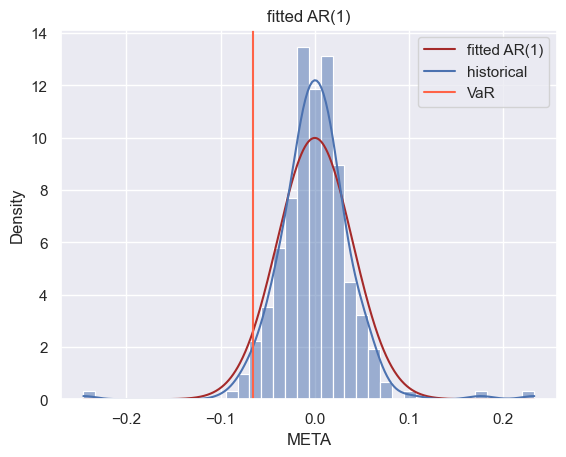 fitted AR(1)
fitted AR(1)
historical
VaR
14
12
10
8
6
4
2
0
Density
−0.2
−0.1
0.0
0.1
0.2
META